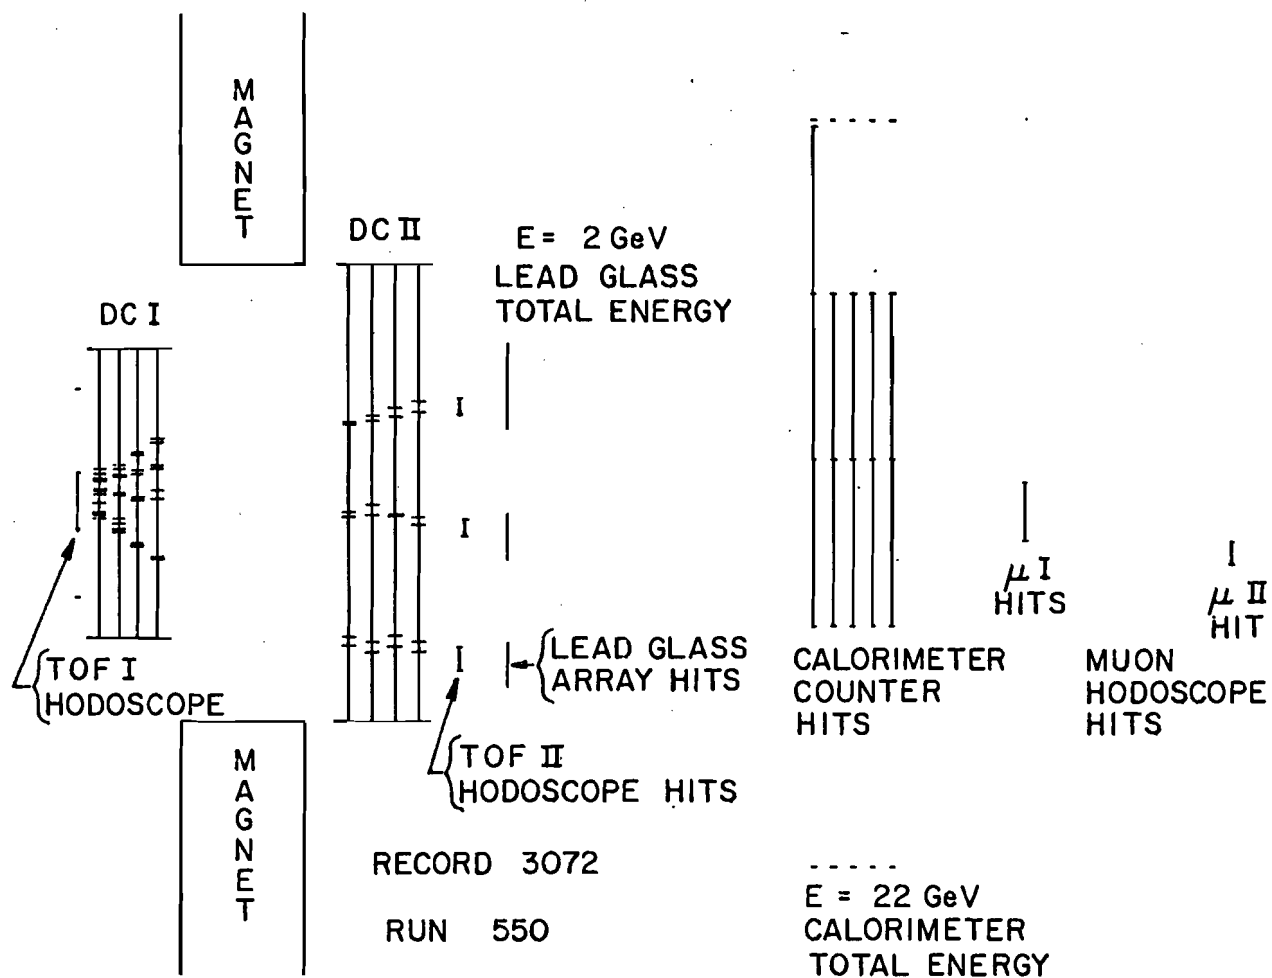 MAGNET
DC I
DC II
E = 2 GeV
LEAD GLASS
TOTAL ENERGY
TOF I
HODOSCOPE
I
I
I
LEAD GLASS
ARRAY HITS
TOF II
HODOSCOPE HITS
CALORIMETER
COUNTER
HITS
μ I
HITS
μ II
HIT
MUON
HODOSCOPE
HITS
MAGNET
RECORD 3072
RUN 550
E = 22 GeV
CALORIMETER
TOTAL ENERGY